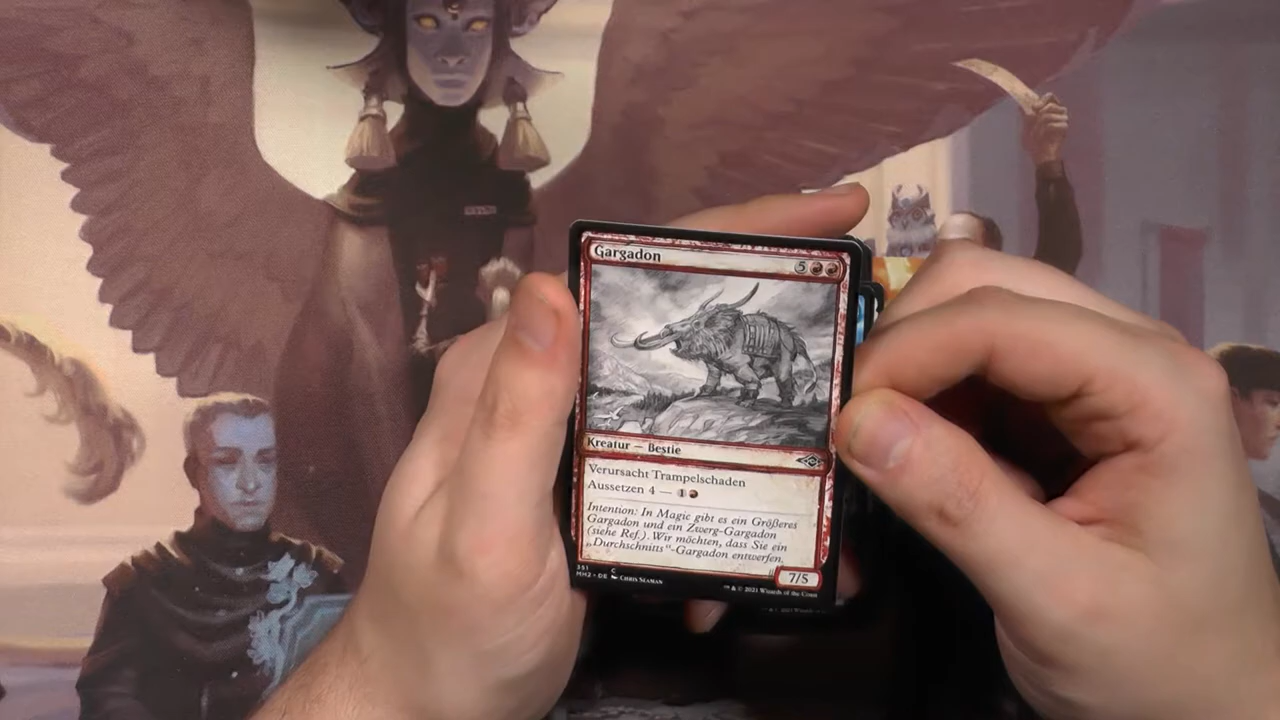 Gargadon
5
Kreatur — Bestie
Verursacht Trampelschaden
Aussetzen 4 — 1
Intention: In Magic gibt es ein Größeres
Gargadon und ein Zwerg-Gargadon
(siehe Ref.). Wir möchten, dass Sie ein
„Durchschnitts“-Gargadon entwerfen.
7/5
351 C
MH2 • DE CHRIS SEAMAN
™ & © 2021 Wizards of the Coast